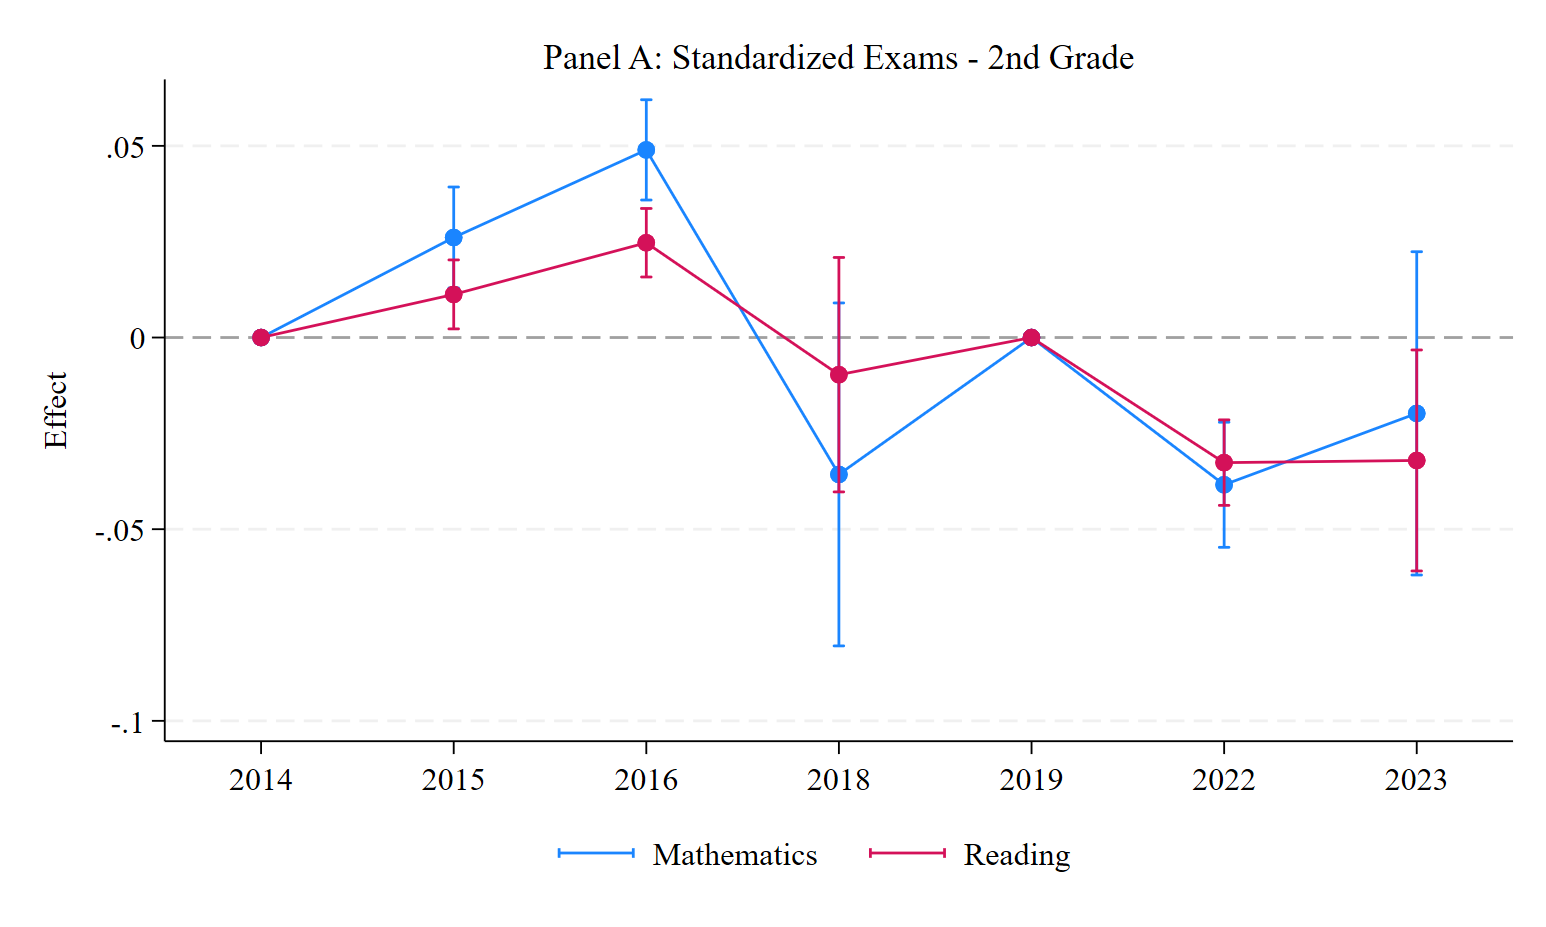 Panel A: Standardized Exams - 2nd Grade
Effect
.05
0
-.05
-.1
2014 2015 2016 2018 2019 2022 2023
Mathematics Reading